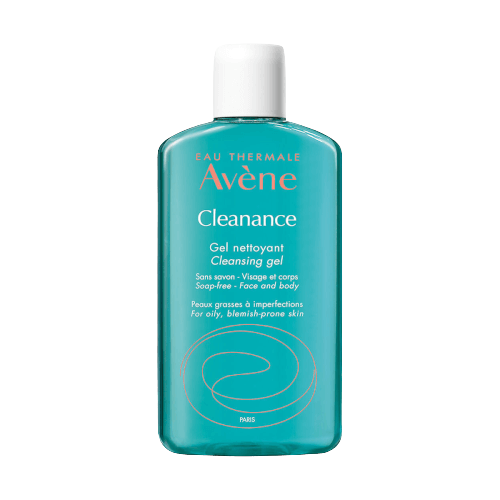 EAU THERMALE
Avène
Cleanance
Gel nettoyant
Cleansing gel
Sans savon - Visage et corps
Soap-free - Face and body
Peaux grasses à imperfections
For oily, blemish-prone skin
PARIS